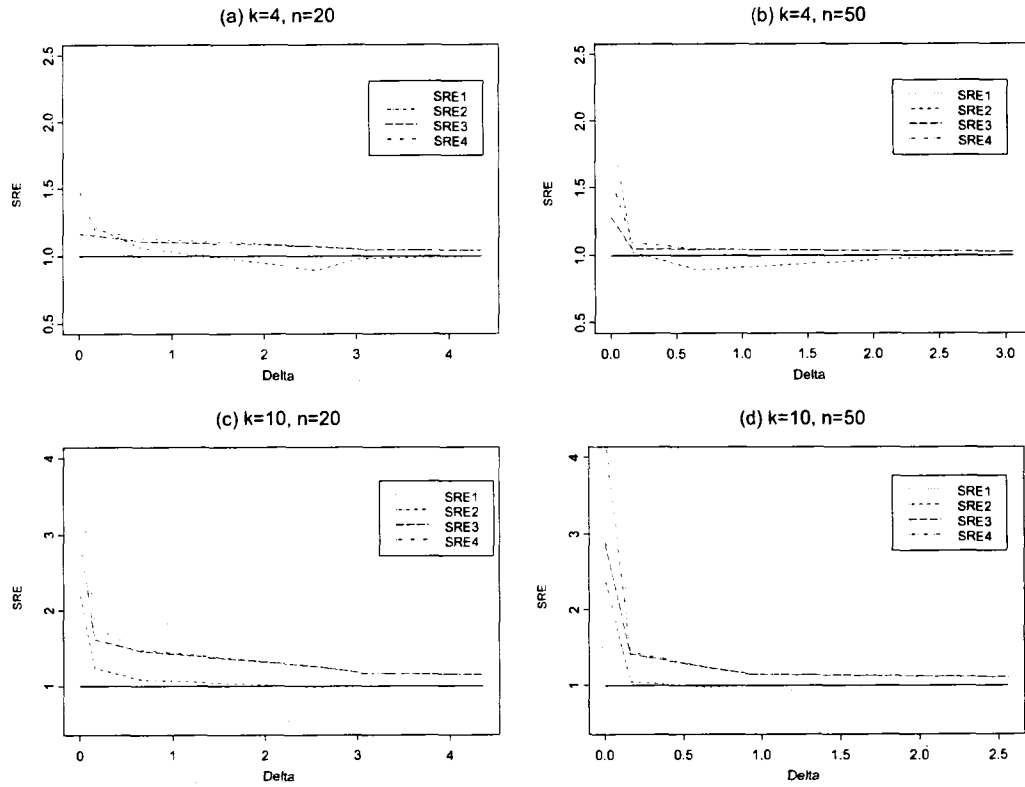 (a) k=4, n=20
SRE
2.5
2.0
1.5
1.0
0.5
SRE1
SRE2
SRE3
SRE4
0 1 2 3 4
Delta
(b) k=4, n=50
SRE
2.5
2.0
1.5
1.0
0.5
SRE1
SRE2
SRE3
SRE4
0.0 0.5 1.0 1.5 2.0 2.5 3.0
Delta
(c) k=10, n=20
SRE
4
3
2
1
SRE1
SRE2
SRE3
SRE4
0 1 2 3 4
Delta
(d) k=10, n=50
SRE
4
3
2
1
SRE1
SRE2
SRE3
SRE4
0.0 0.5 1.0 1.5 2.0 2.5
Delta